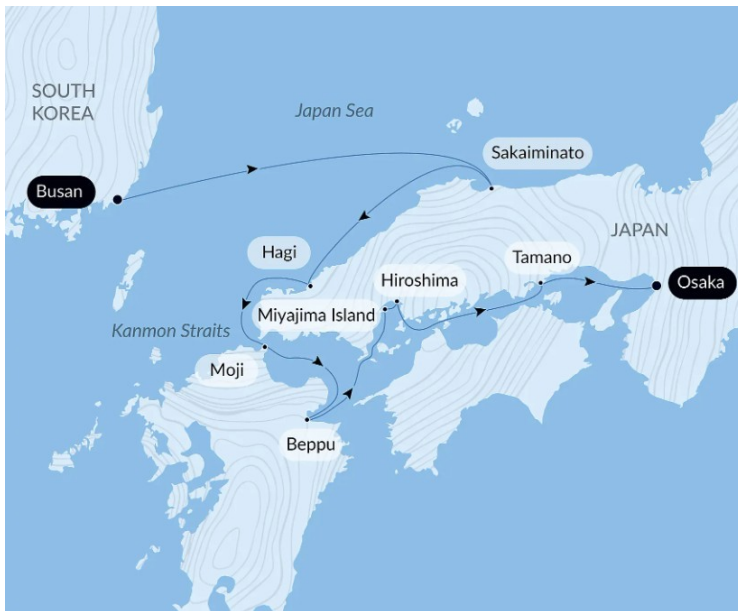 SOUTH
KOREA
Japan Sea
Sakaiminato
Busan
JAPAN
Hagi
Tamano
Hiroshima
Osaka
Miyajima Island
Kanmon Straits
Moji
Beppu